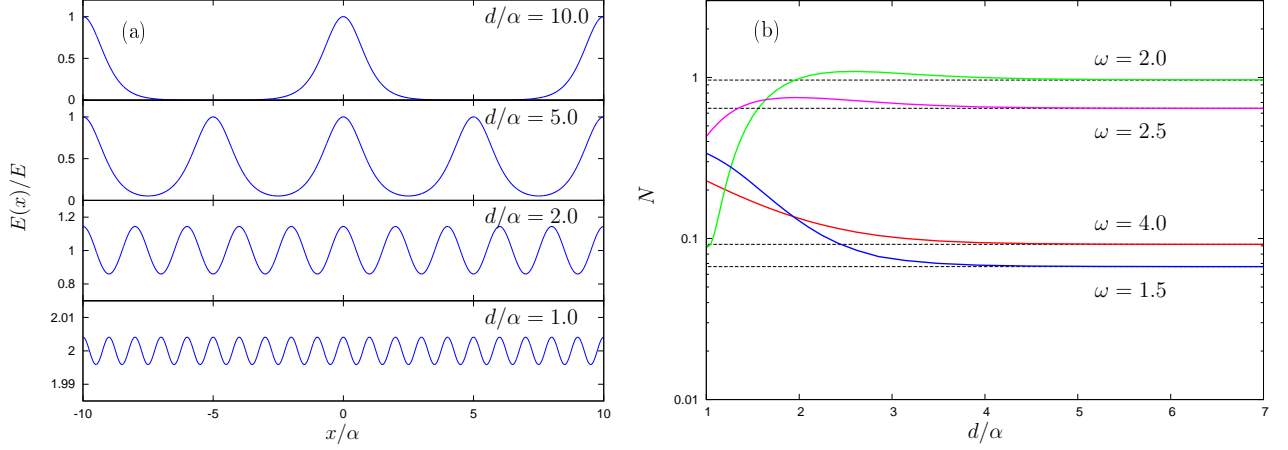 (a)
d/α = 10.0
1
0.5
0
d/α = 5.0
1
0.5
0
d/α = 2.0
1.2
1
0.8
d/α = 1.0
2.01
2
1.99
-10 -5 0 5 10
x/α
E(x)/E
(b)
ω = 2.0
ω = 2.5
ω = 4.0
ω = 1.5
1
0.1
0.01
1 2 3 4 5 6 7
d/α
N